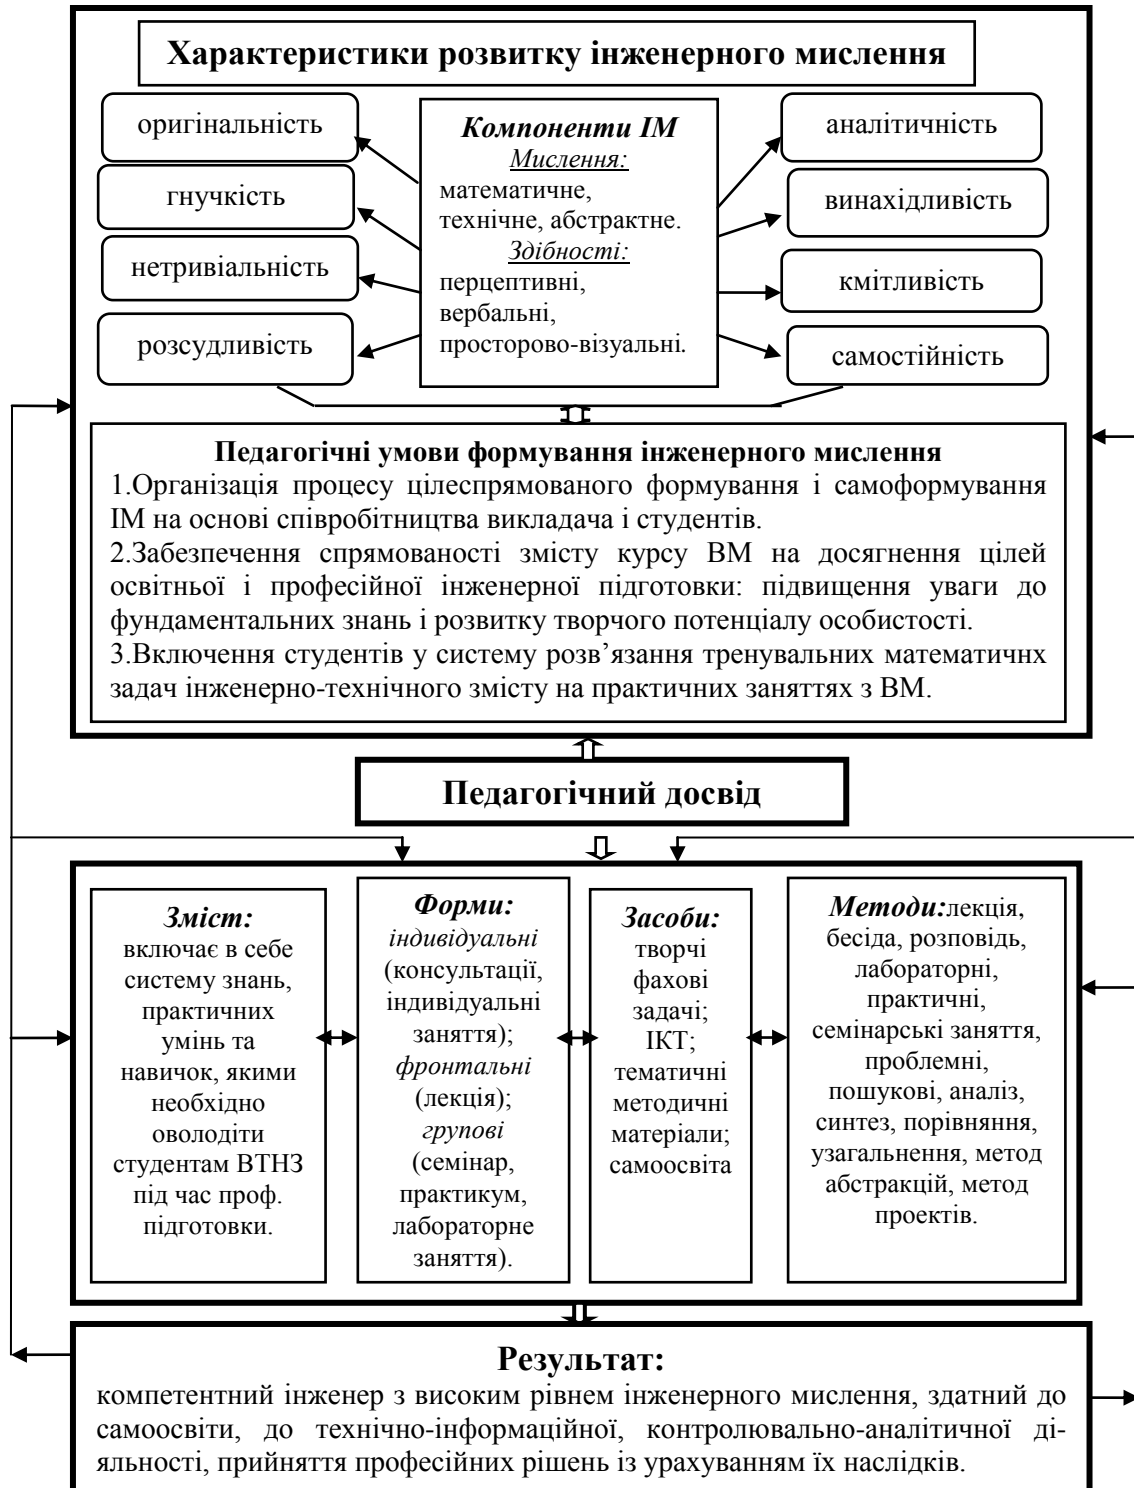 Характеристики розвитку інженерного мислення
оригінальність
гнучкість
нетривіальність
розсудливість
Компоненти ІМ
Мислення:
математичне,
технічне, абстрактне.
Здібності:
перцептивні,
вербальні,
просторово-візуальні.
аналітичність
винахідливість
кмітливість
самостійність
Педагогічні умови формування інженерного мислення
1.Організація процесу цілеспрямованого формування і самоформування
ІМ на основі співробітництва викладача і студентів.
2.Забезпечення спрямованості змісту курсу ВМ на досягнення цілей
освітньої і професійної інженерної підготовки: підвищення уваги до
фундаментальних знань і розвитку творчого потенціалу особистості.
3.Включення студентів у систему розв’язання тренувальних математичнх
задач інженерно-технічного змісту на практичних заняттях з ВМ.
Педагогічний досвід
Зміст:
включає в себе
систему знань,
практичних
умінь та
навичок, якими
необхідно
оволодіти
студентам ВТНЗ
під час проф.
підготовки.
Форми:
індивідуальні
(консультації,
індивідуальні
заняття);
фронтальні
(лекція);
групові
(семінар,
практикум,
лабораторне
заняття).
Засоби:
творчі
фахові
задачі;
ІКТ;
тематичні
методичні
матеріали;
самоосвіта
Методи:лекція,
бесіда, розповідь,
лабораторні,
практичні,
семінарські заняття,
проблемні,
пошукові, аналіз,
синтез, порівняння,
узагальнення, метод
абстракцій, метод
проектів.
Результат:
компетентний інженер з високим рівнем інженерного мислення, здатний до
самоосвіти, до технічно-інформаційної, контролювально-аналітичної ді-
яльності, прийняття професійних рішень із урахуванням їх наслідків.